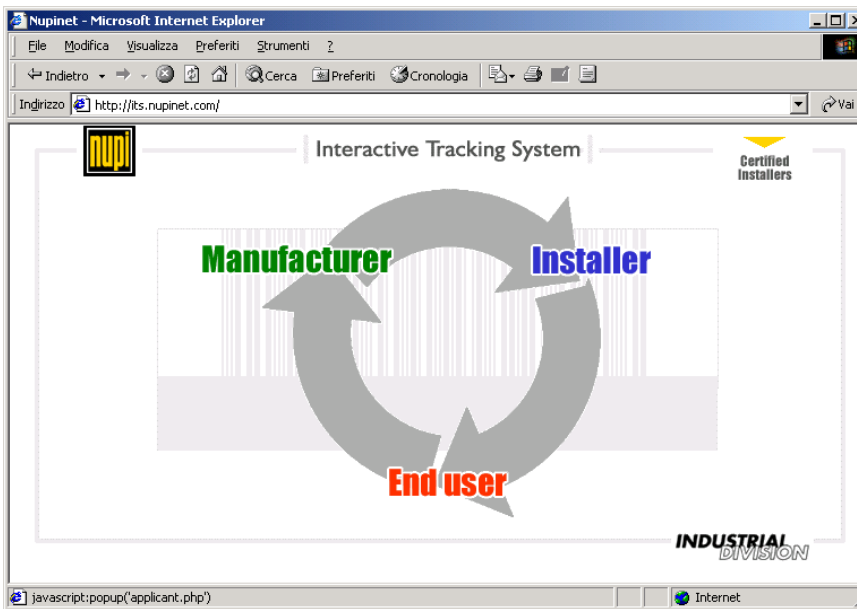 Nupinet - Microsoft Internet Explorer
File Modifica Visualizza Preferiti Strumenti ?
Indietro Cerca Preferiti Cronologia
Indirizzo http://its.nupinet.com/ Vai
nupi
Interactive Tracking System
Certified
Installers
Manufacturer
Installer
End user
INDUSTRIAL
DIVISION
javascript:popup('applicant.php') Internet